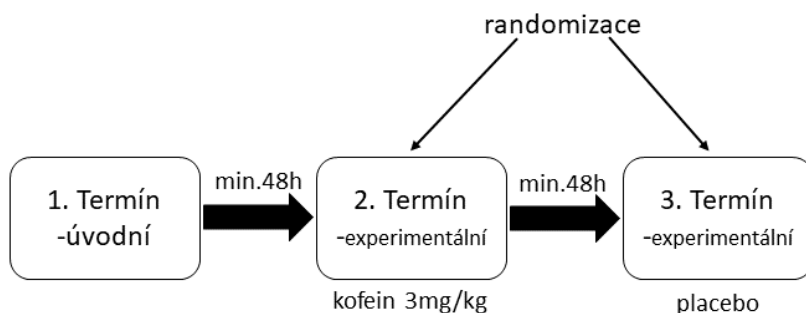 randomizace
min.48h
min.48h
1. Termín
-úvodní
2. Termín
-experimentální
3. Termín
-experimentální
kofein 3mg/kg
placebo